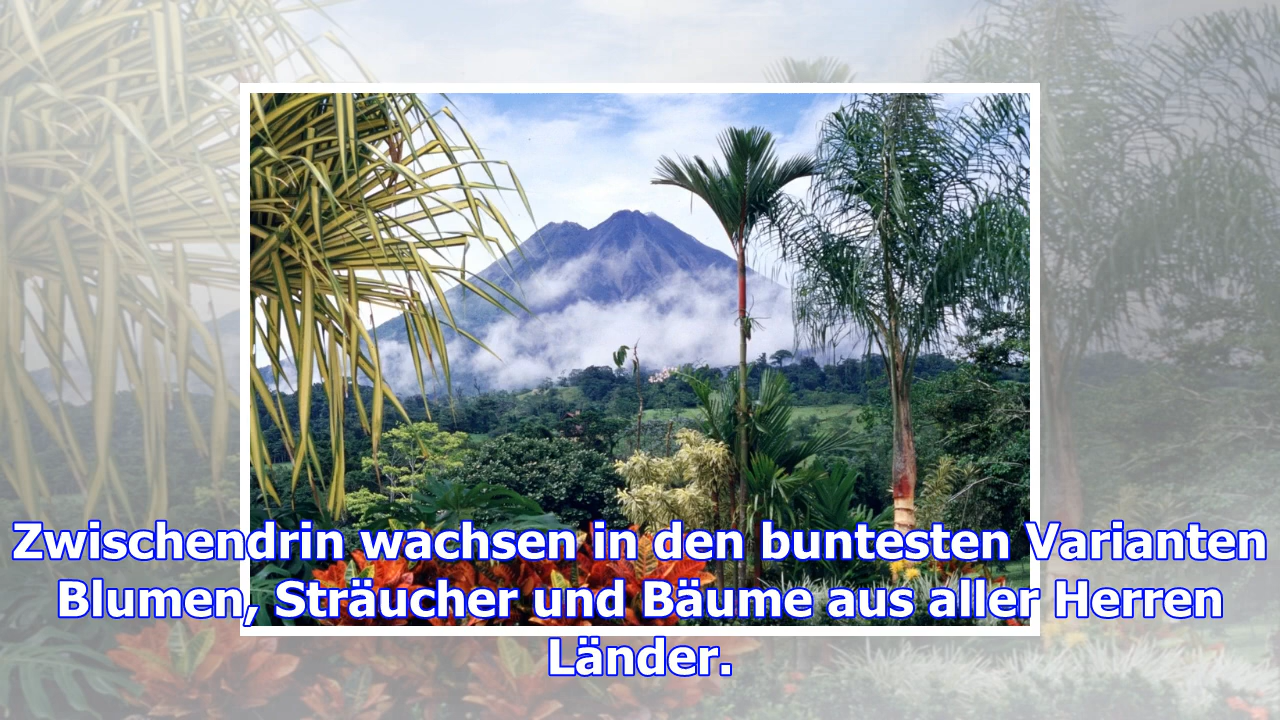 Zwischendrin wachsen in den buntesten Varianten
Blumen, Sträucher und Bäume aus aller Herren
Länder.